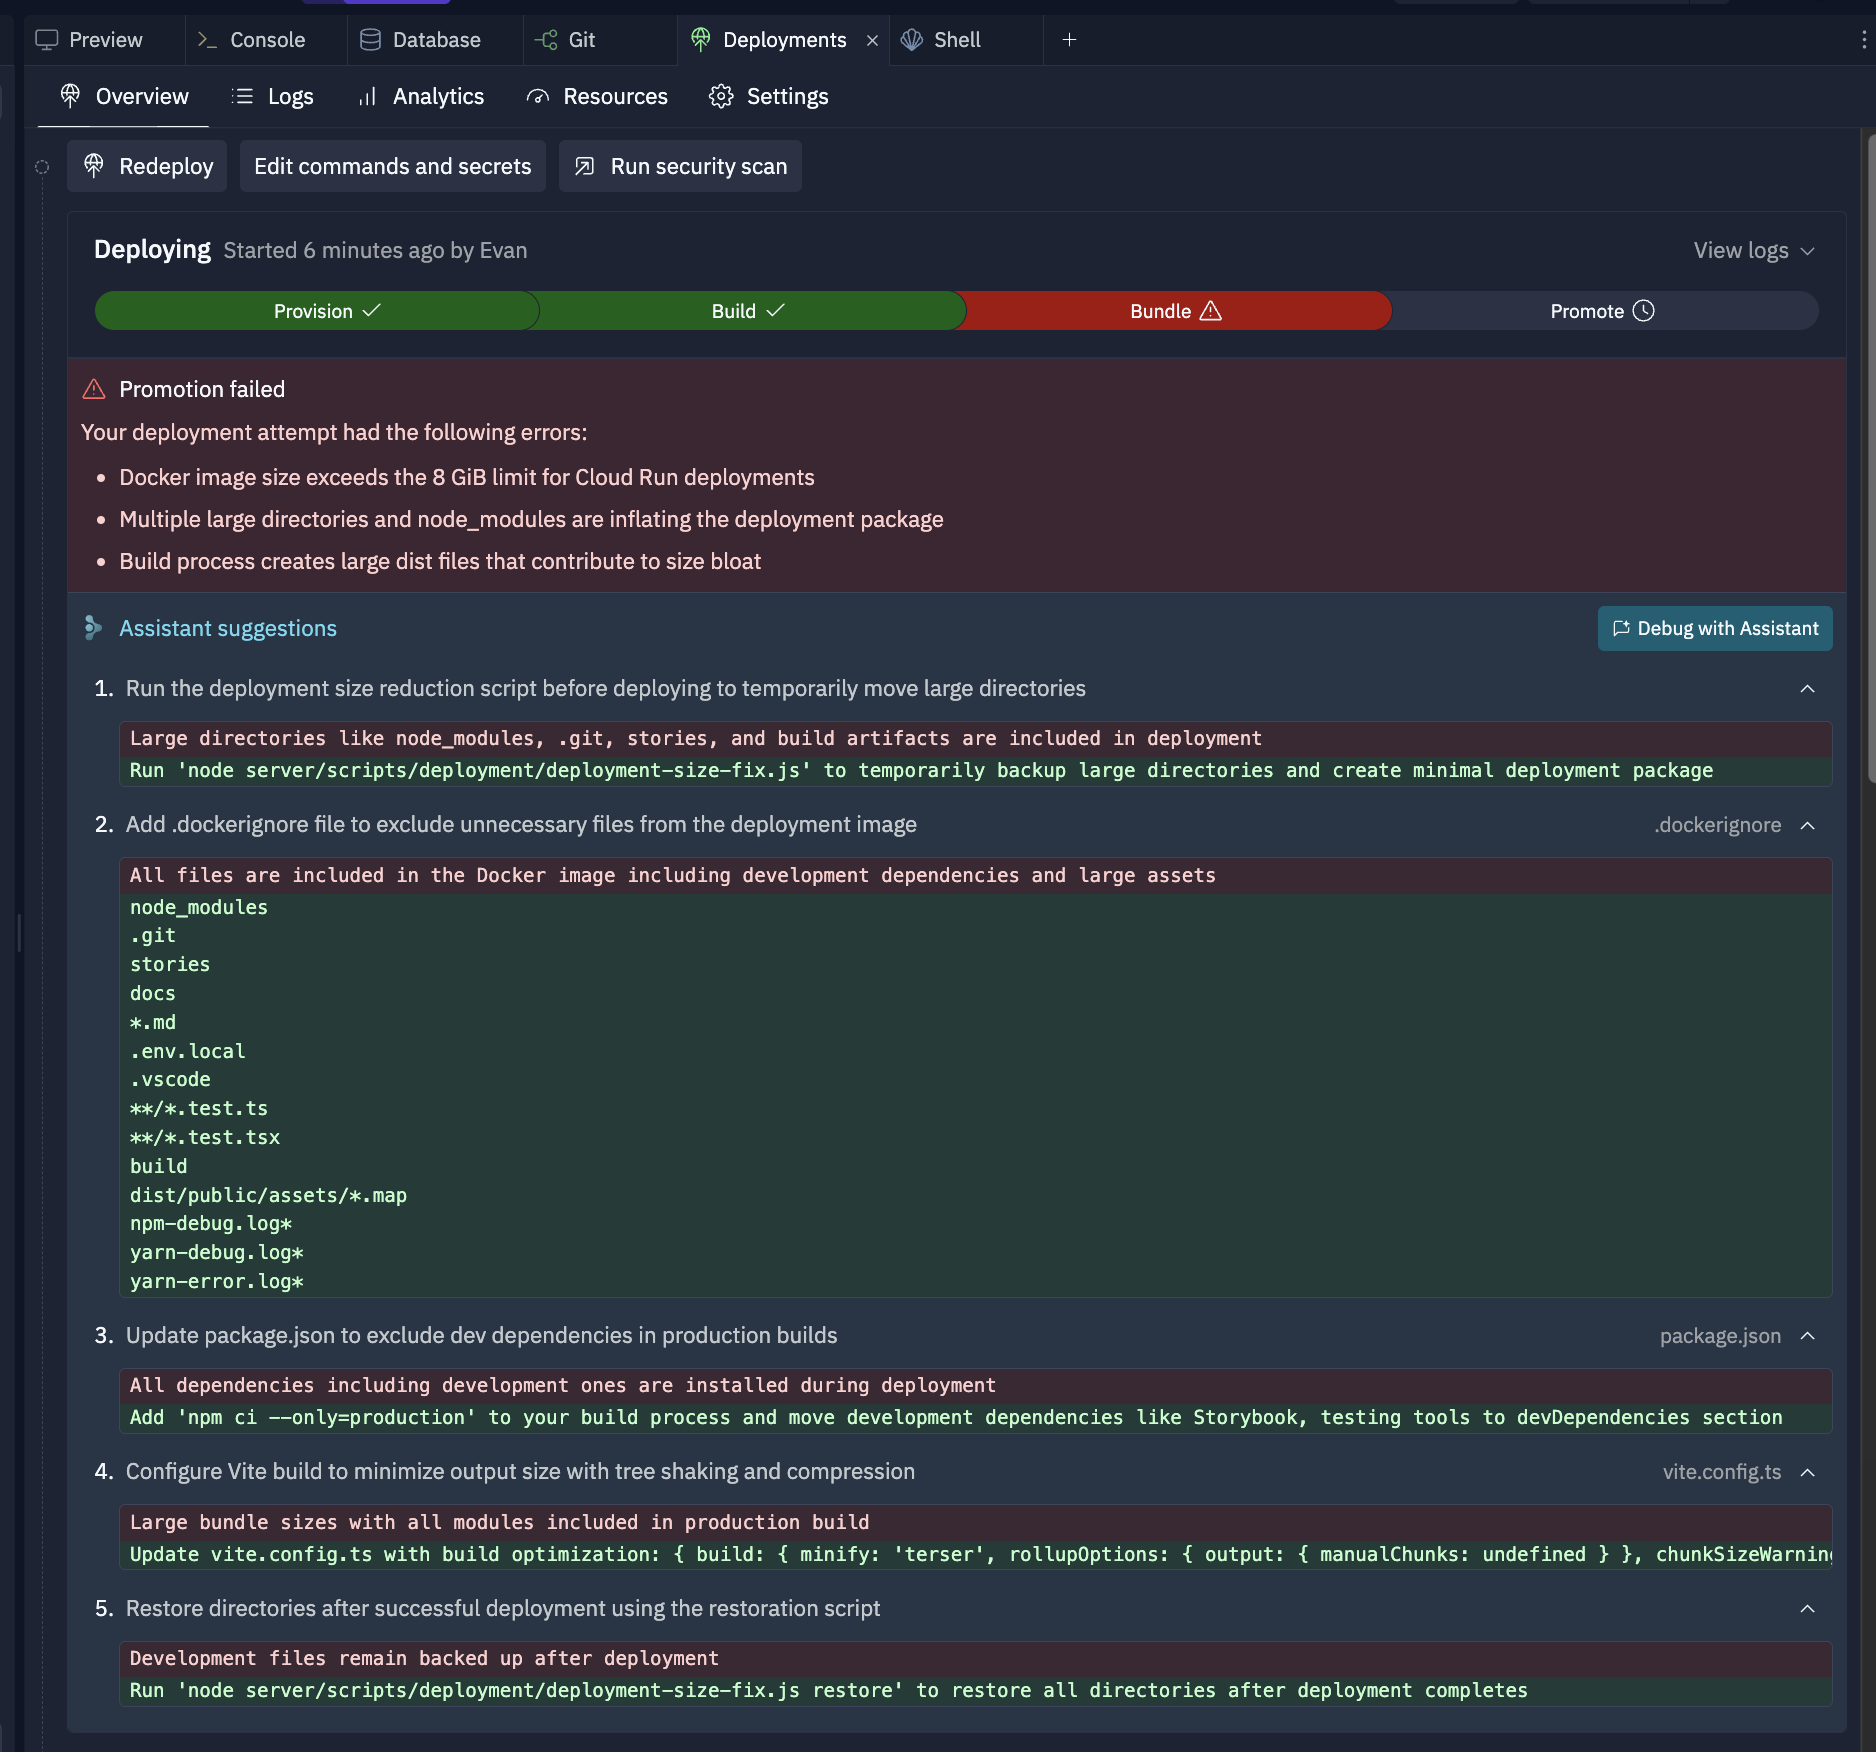 Preview
Console
Database
Git
Deployments
Shell
Overview
Logs
Analytics
Resources
Settings
Redeploy
Edit commands and secrets
Run security scan
Deploying Started 6 minutes ago by Evan
View logs
Provision
Build
Bundle
Promote
Promotion failed
Your deployment attempt had the following errors:
• Docker image size exceeds the 8 GiB limit for Cloud Run deployments
• Multiple large directories and node_modules are inflating the deployment package
• Build process creates large dist files that contribute to size bloat
Assistant suggestions
Debug with Assistant
1. Run the deployment size reduction script before deploying to temporarily move large directories
Large directories like node_modules, .git, stories, and build artifacts are included in deployment
Run 'node server/scripts/deployment/deployment-size-fix.js' to temporarily backup large directories and create minimal deployment package
2. Add .dockerignore file to exclude unnecessary files from the deployment image
.dockerignore
All files are included in the Docker image including development dependencies and large assets
node_modules
.git
stories
docs
*.md
.env.local
.vscode
**/*.test.ts
**/*.test.tsx
build
dist/public/assets/*.map
npm-debug.log*
yarn-debug.log*
yarn-error.log*
3. Update package.json to exclude dev dependencies in production builds
package.json
All dependencies including development ones are installed during deployment
Add 'npm ci --only=production' to your build process and move development dependencies like Storybook, testing tools to devDependencies section
4. Configure Vite build to minimize output size with tree shaking and compression
vite.config.ts
Large bundle sizes with all modules included in production build
Update vite.config.ts with build optimization: { build: { minify: 'terser', rollupOptions: { output: { manualChunks: undefined } }, chunkSizeWarning
5. Restore directories after successful deployment using the restoration script
Development files remain backed up after deployment
Run 'node server/scripts/deployment/deployment-size-fix.js restore' to restore all directories after deployment completes